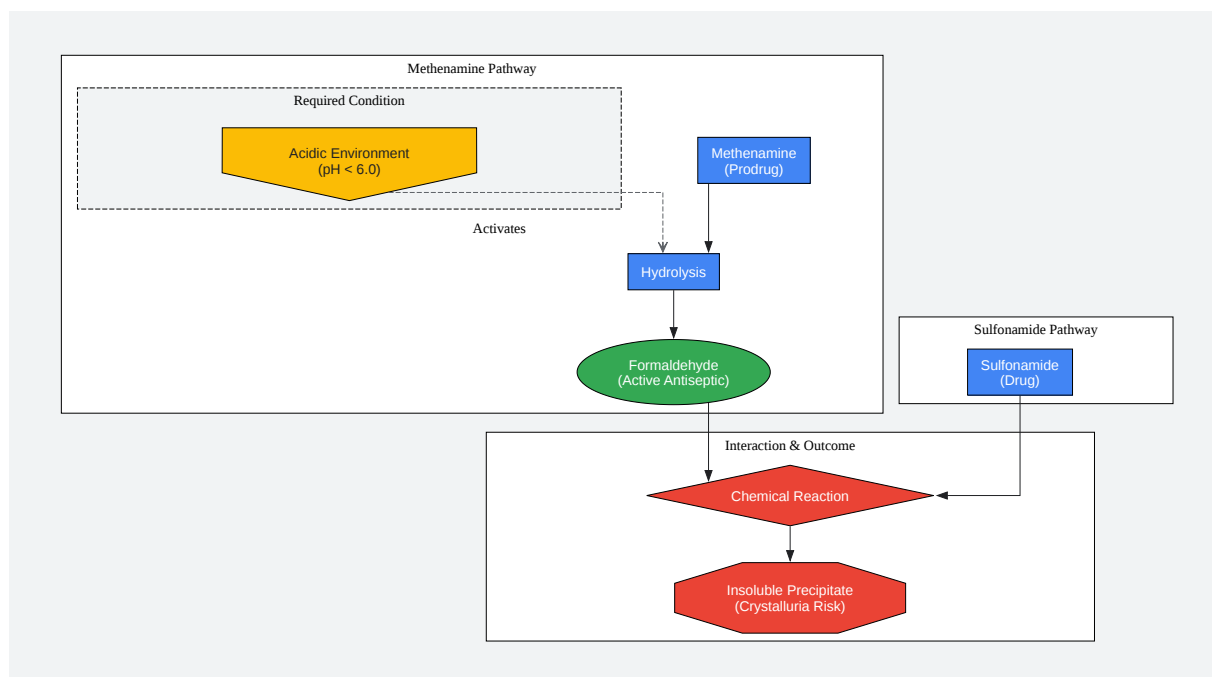 Methenamine Pathway
Required Condition
Acidic Environment
(pH < 6.0)
Methenamine
(Prodrug)
Activates
Hydrolysis
Sulfonamide Pathway
Formaldehyde
(Active Antiseptic)
Sulfonamide
(Drug)
Interaction & Outcome
Chemical Reaction
Insoluble Precipitate
(Crystalluria Risk)